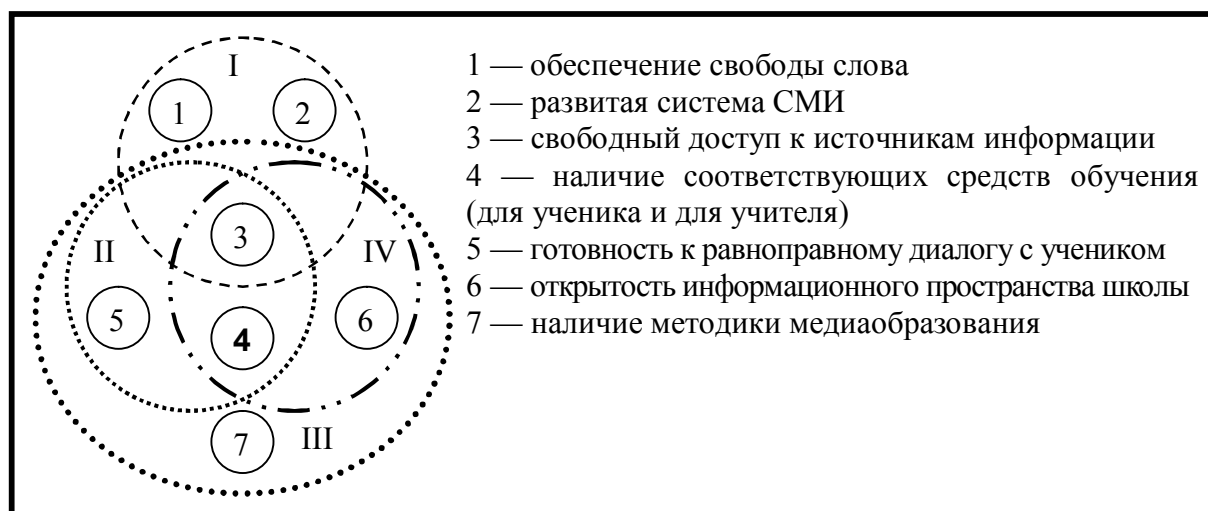 I
1 2
3
II IV
5 6
4
7 III
1 — обеспечение свободы слова
2 — развитая система СМИ
3 — свободный доступ к источникам информации
4 — наличие соответствующих средств обучения
(для ученика и для учителя)
5 — готовность к равноправному диалогу с учеником
6 — открытость информационного пространства школы
7 — наличие методики медиаобразования